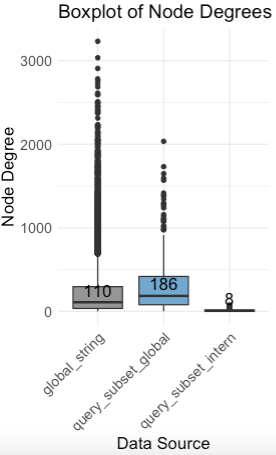 Boxplot of Node Degrees
Node Degree
3000
2000
1000
0
110
186
8
global_string
query_subset_global
query_subset_intern
Data Source